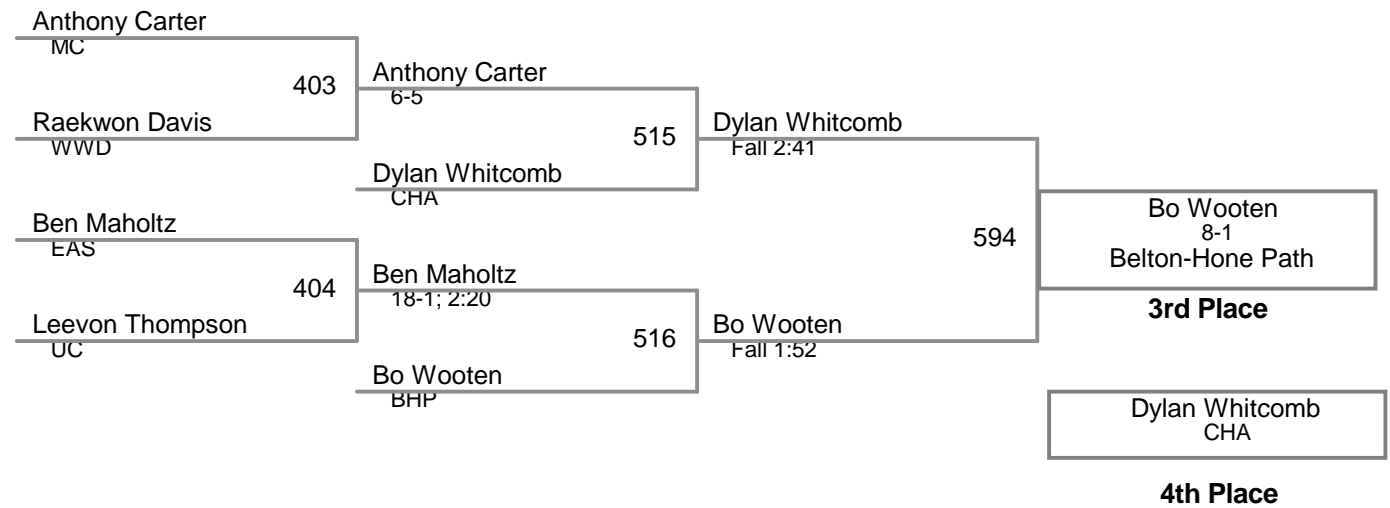 Anthony Carter
MC
403
Raekwon Davis
WWD
Ben Maholtz
EAS
404
Leevon Thompson
UC
Anthony Carter
6-5
515
Dylan Whitcomb
CHA
Ben Maholtz
18-1; 2:20
516
Bo Wooten
BHP
Dylan Whitcomb
Fall 2:41
594
Bo Wooten
Fall 1:52
Bo Wooten
8-1
Belton-Hone Path
3rd Place
Dylan Whitcomb
CHA
4th Place